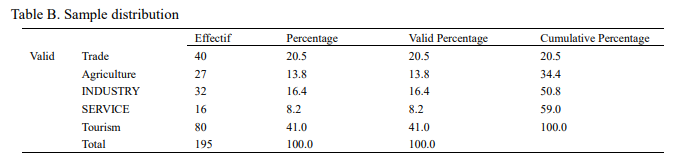 Table B. Sample distribution
Effectif Percentage Valid Percentage Cumulative Percentage
Valid Trade 40 20.5 20.5 20.5
Agriculture 27 13.8 13.8 34.4
INDUSTRY 32 16.4 16.4 50.8
SERVICE 16 8.2 8.2 59.0
Tourism 80 41.0 41.0 100.0
Total 195 100.0 100.0